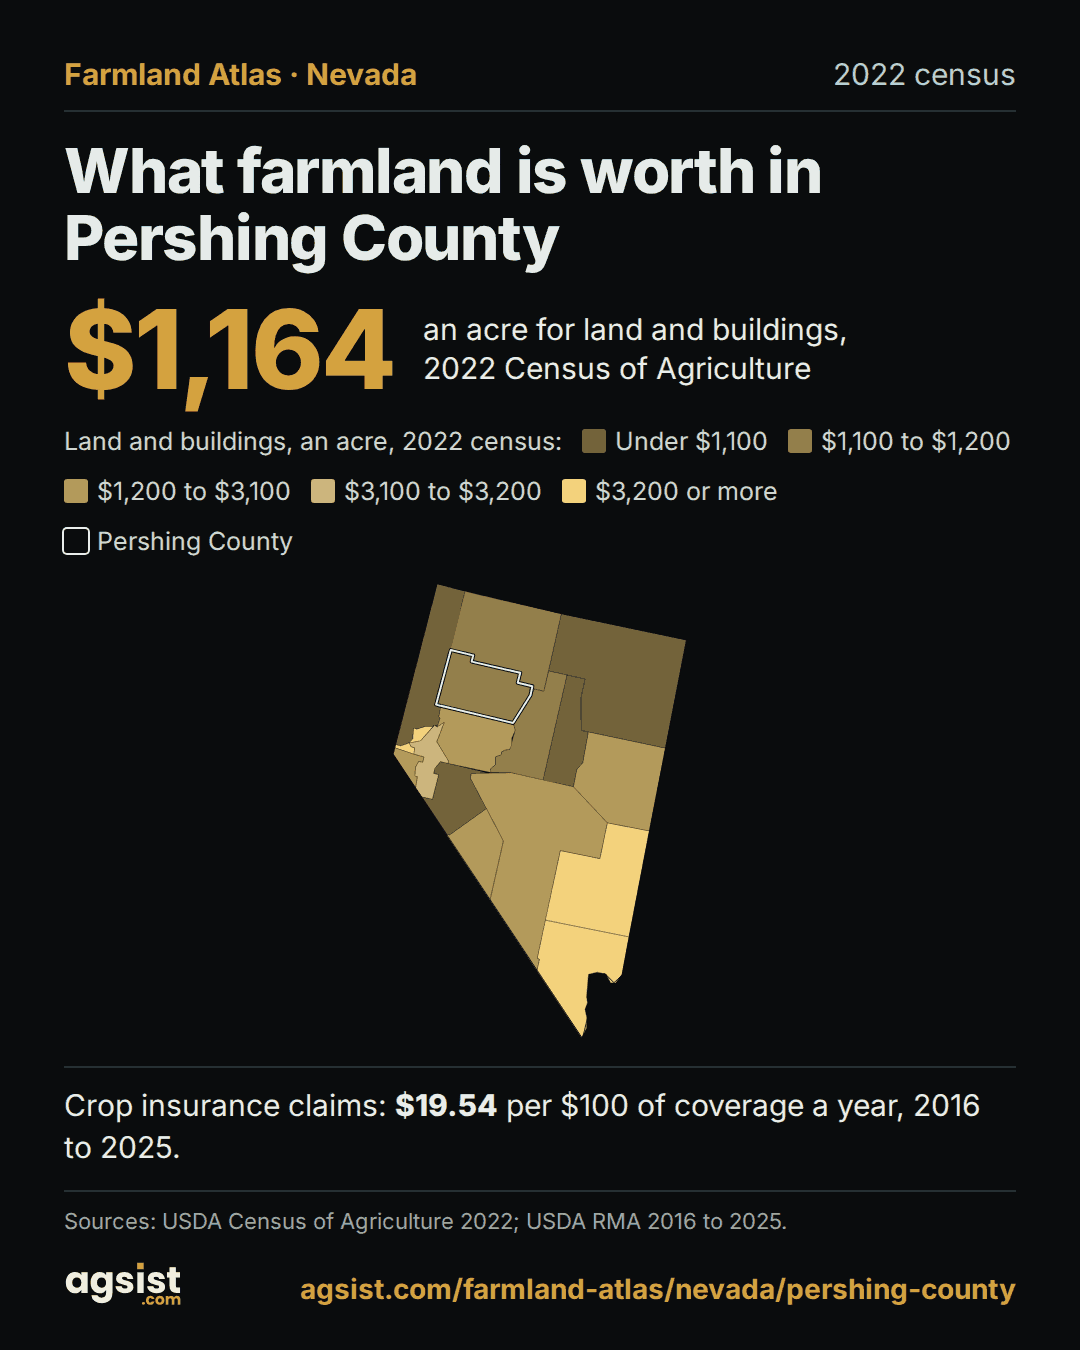 Farmland Atlas · Nevada
2022 census
What farmland is worth in
Pershing County
$1,164
an acre for land and buildings,
2022 Census of Agriculture
Land and buildings, an acre, 2022 census: Under $1,100 $1,100 to $1,200
$1,200 to $3,100 $3,100 to $3,200 $3,200 or more
Pershing County
Crop insurance claims: $19.54 per $100 of coverage a year, 2016
to 2025.
Sources: USDA Census of Agriculture 2022; USDA RMA 2016 to 2025.
agsist
.com
agsist.com/farmland-atlas/nevada/pershing-county